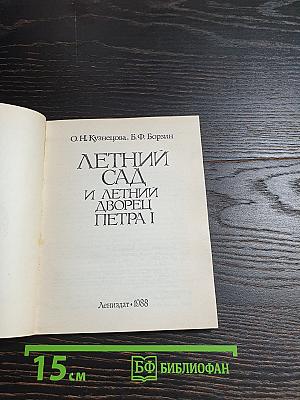 О. Н. Кузнецова, Б. Ф. Борзин
ЛЕТНИЙ
САД
И ЛЕТНИЙ
ДВОРЕЦ
ПЕТРА I
Лениздат • 1988
15 см
БФ БИБЛИОФАН